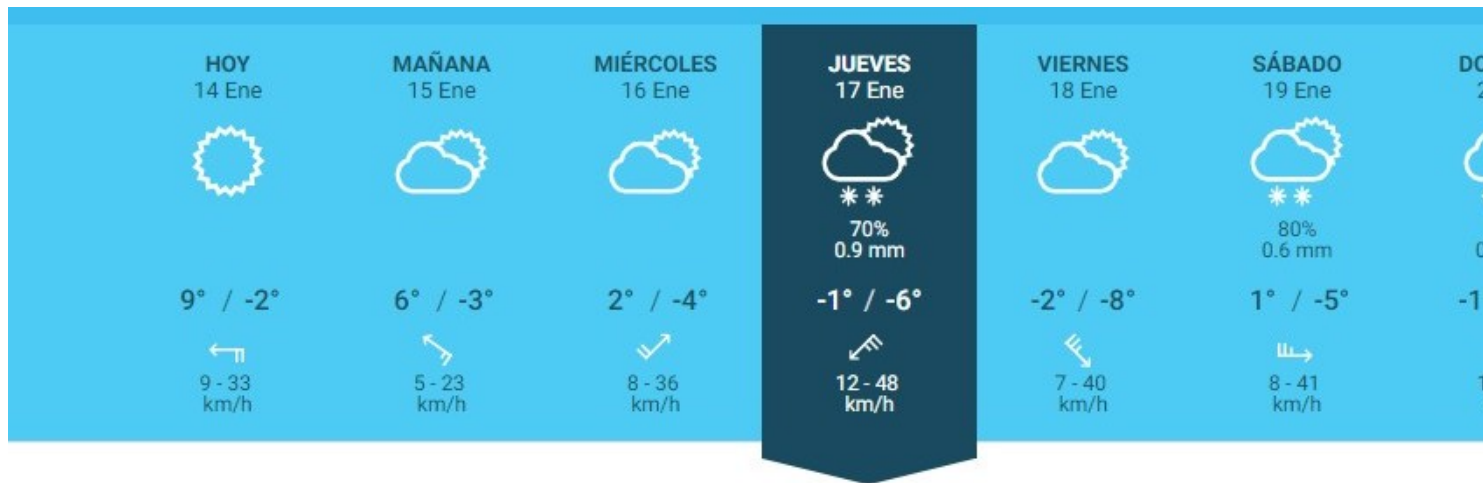 HOY
14 Ene
9° / -2°
9 - 33
km/h
MAÑANA
15 Ene
6° / -3°
5 - 23
km/h
MIÉRCOLES
16 Ene
2° / -4°
8 - 36
km/h
JUEVES
17 Ene
70%
0.9 mm
-1° / -6°
12 - 48
km/h
VIERNES
18 Ene
-2° / -8°
7 - 40
km/h
SÁBADO
19 Ene
80%
0.6 mm
1° / -5°
8 - 41
km/h